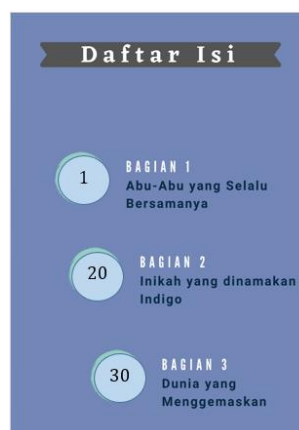 Daftar Isi
1
BAGIAN 1
Abu-Abu yang Selalu
Bersamanya
20
BAGIAN 2
Inikah yang dinamakan
Indigo
30
BAGIAN 3
Dunia yang
Menggemaskan